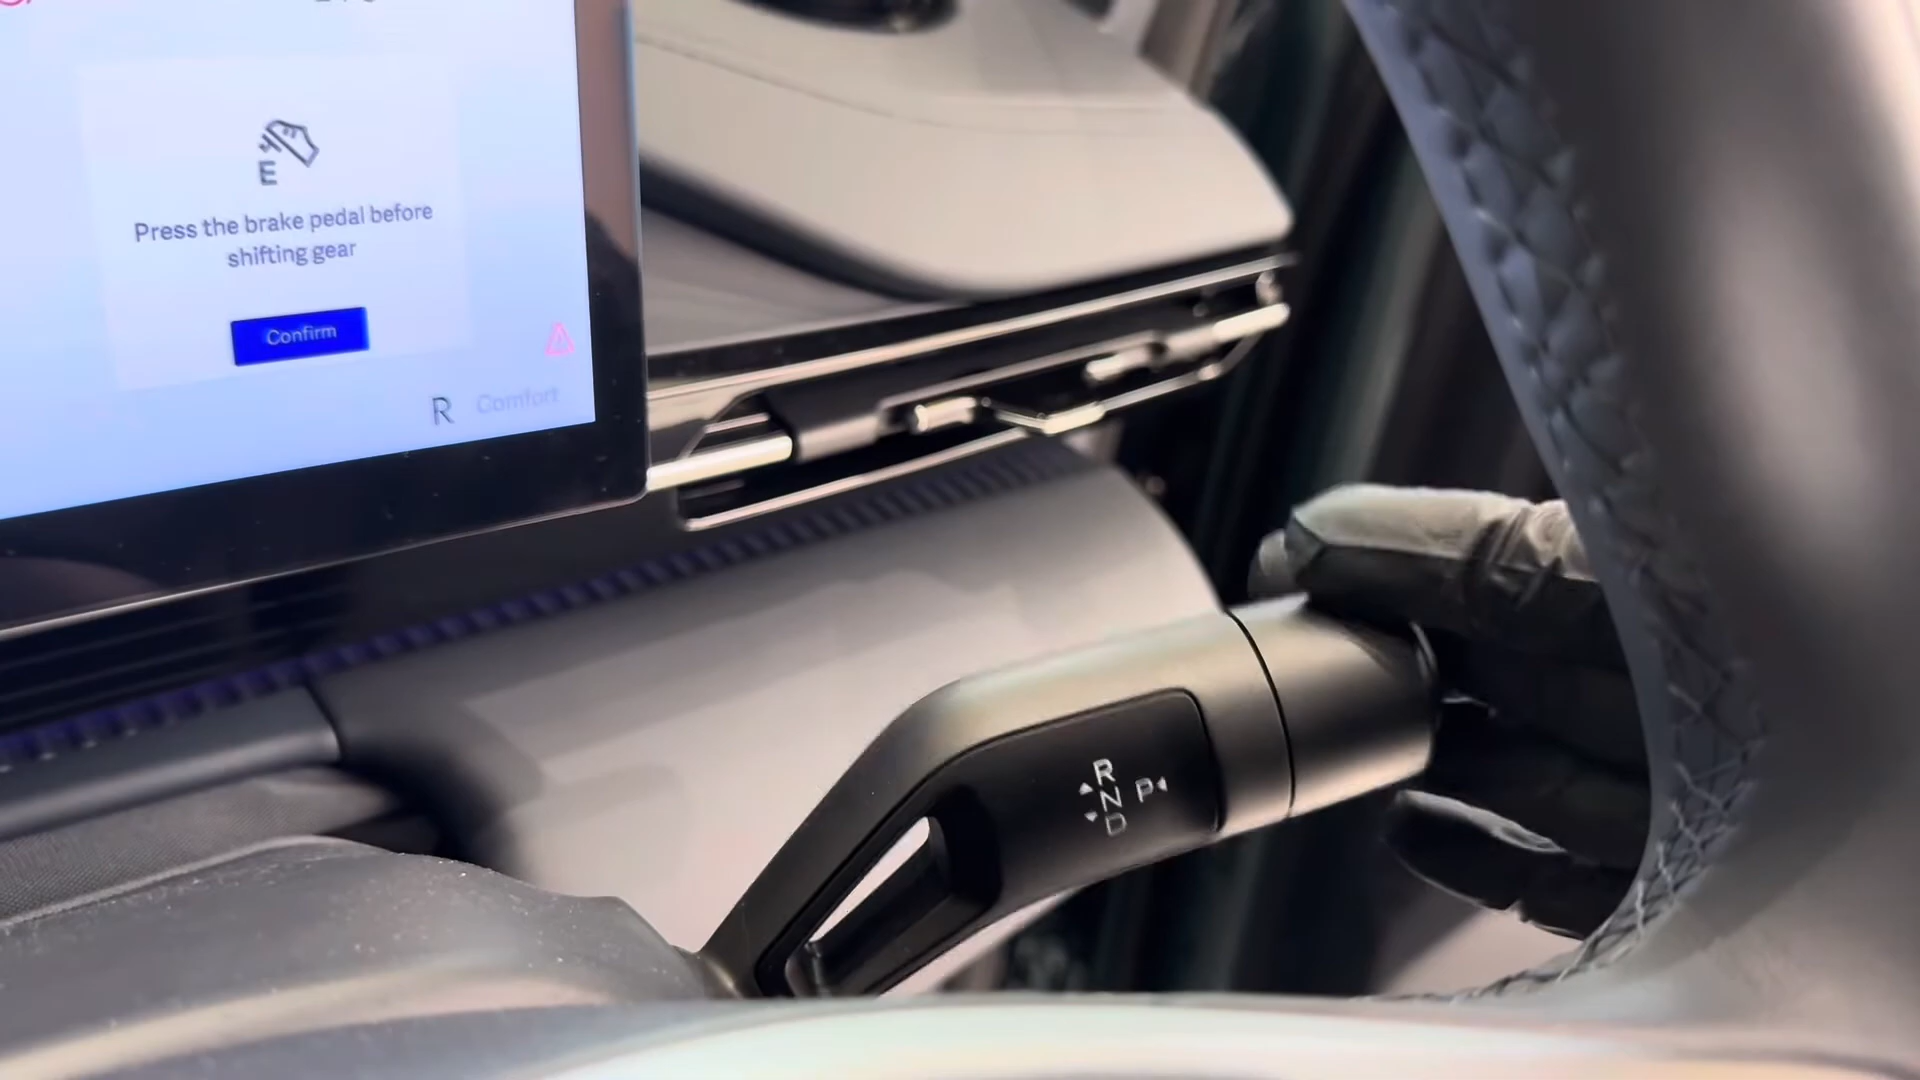 E
Press the brake pedal before
shifting gear
Confirm
R Comfort
R
N P
D